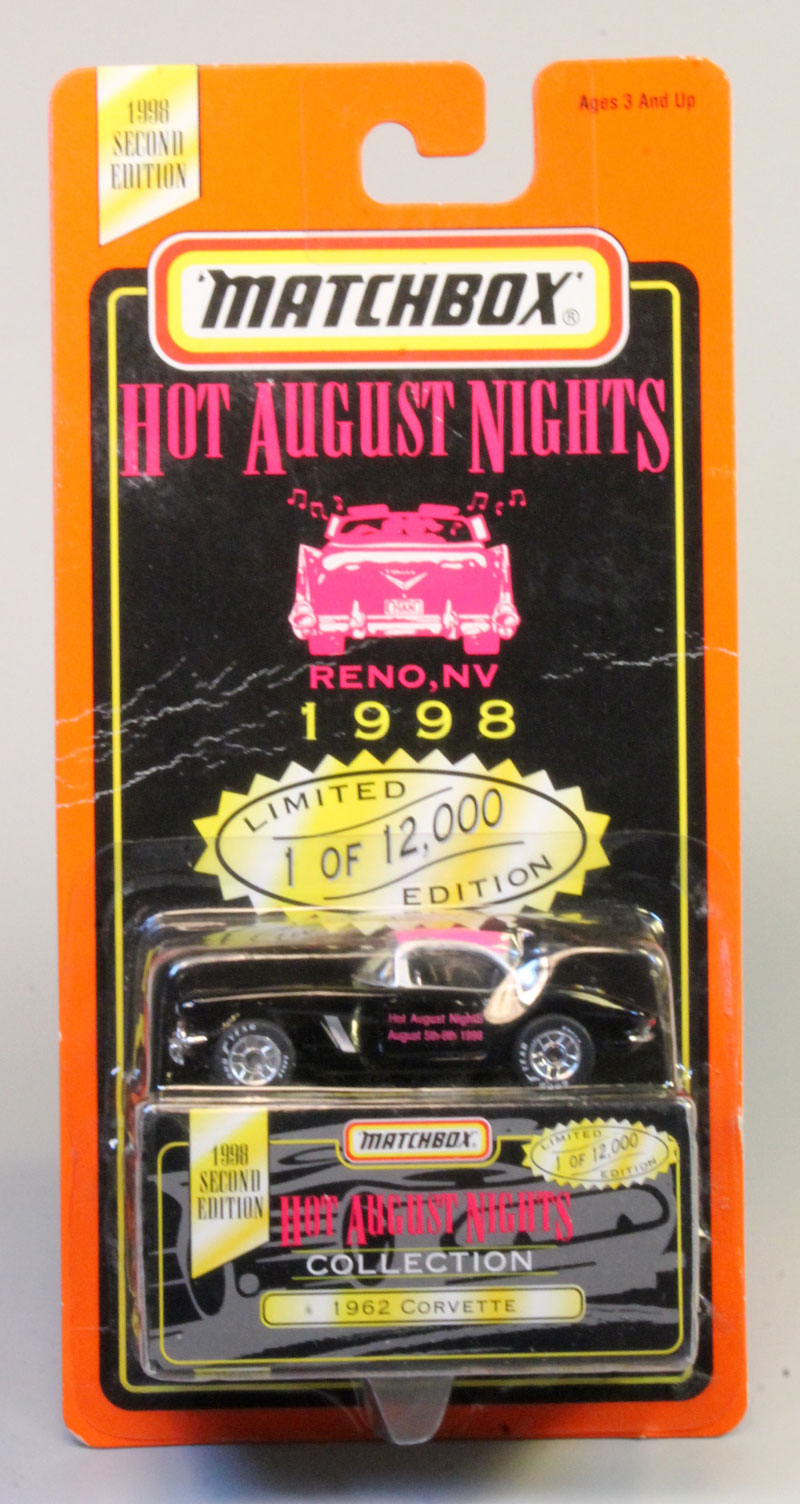 1998
SECOND
EDITION
Ages 3 And Up
MATCHBOX®
HOT AUGUST NIGHTS
HAN
RENO, NV
1998
LIMITED
1 OF 12,000
EDITION
Hot August Nights
August 5th-9th 1998
1998
SECOND
EDITION
MATCHBOX
LIMITED
1 OF 12,000
EDITION
HOT AUGUST NIGHTS
COLLECTION
1962 CORVETTE